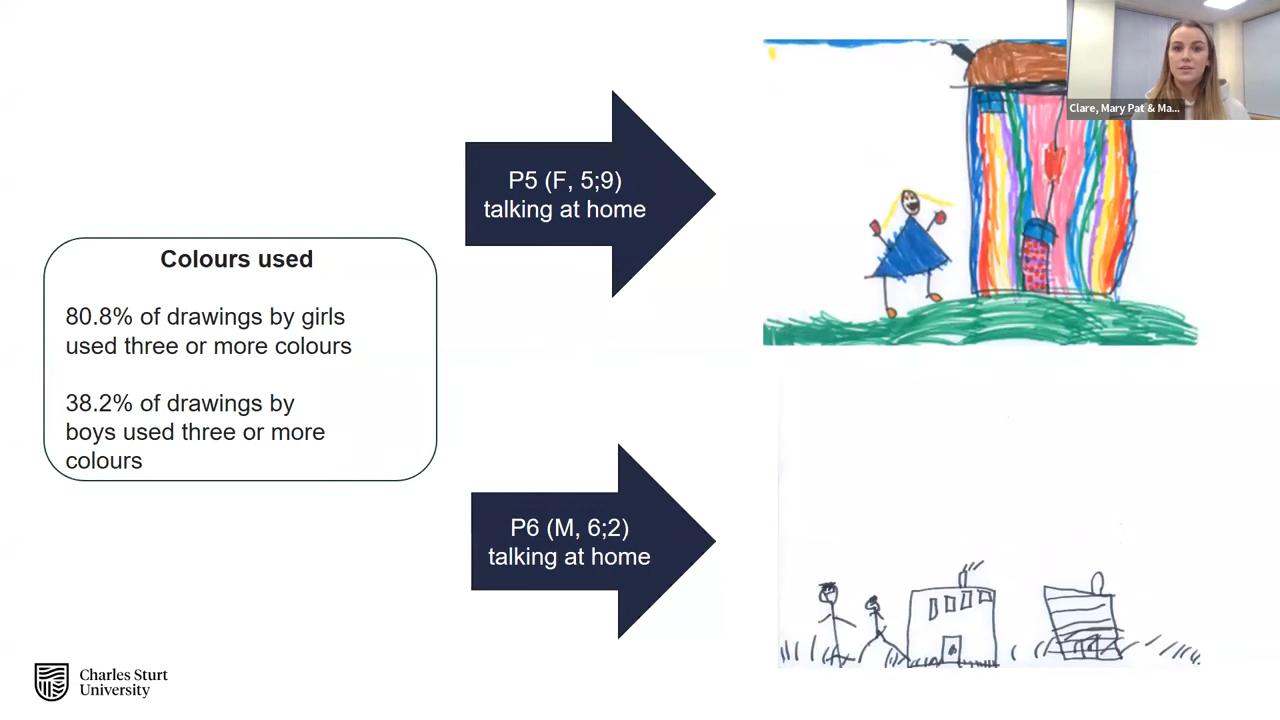 Clare, Mary Pat & Ma...
P5 (F, 5;9)
talking at home
Colours used
80.8% of drawings by girls
used three or more colours
38.2% of drawings by
boys used three or more
colours
P6 (M, 6;2)
talking at home
Charles Sturt
University